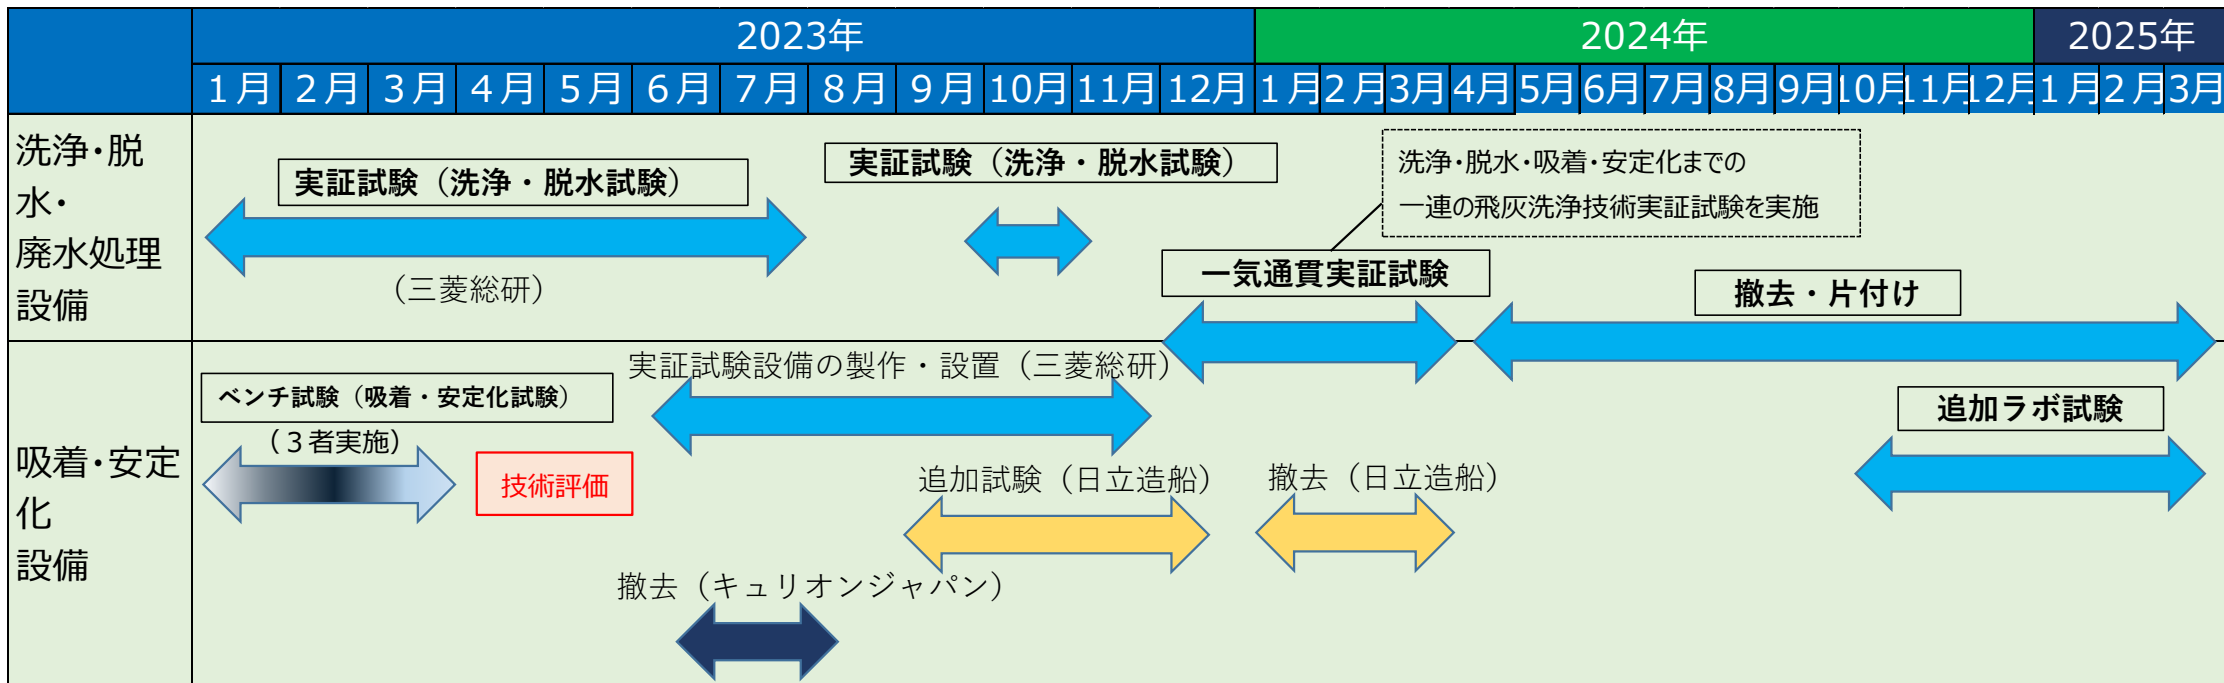 2023年
2024年
2025年
1月 2月 3月 4月 5月 6月 7月 8月 9月 10月 11月 12月 1月 2月 3月 4月 5月 6月 7月 8月 9月 10月 11月 12月 1月 2月 3月
洗浄・脱
水・
廃水処理
設備
実証試験（洗浄・脱水試験）
（三菱総研）
実証試験（洗浄・脱水試験）
洗浄・脱水・吸着・安定化までの
一連の飛灰洗浄技術実証試験を実施
一気通貫実証試験
撤去・片付け
吸着・安定
化
設備
ベンチ試験（吸着・安定化試験）
（３者実施）
技術評価
実証試験設備の製作・設置（三菱総研）
追加試験（日立造船）
撤去（日立造船）
追加ラボ試験
撤去（キュリオンジャパン）